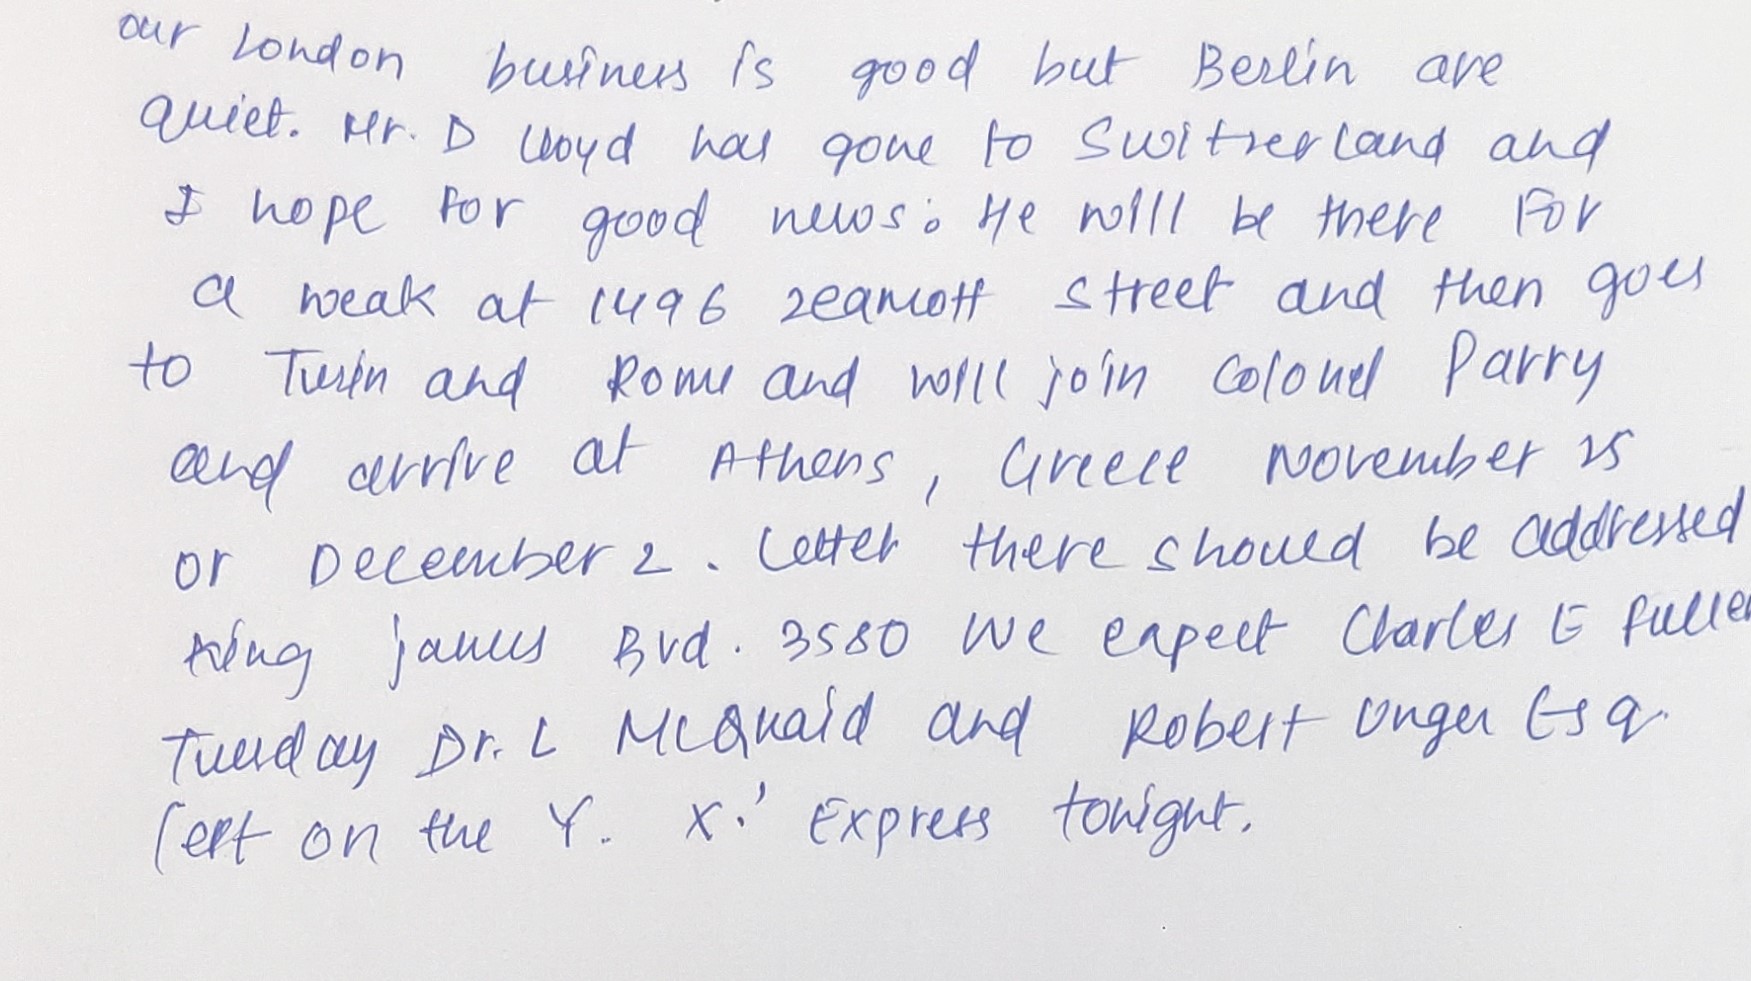 our London business is good but Berlin are
quiet. Mr. D Lloyd has gone to Switzerland and
I hope for good news. He will be there for
a weak at 1496 zeamott street and then goes
to Turin and Rome and will join Colonel Parry
and arrive at Athens, Greece November 25
or December 2. Letter there should be addressed
King james Bvd. 3580 We expect Charles E Fuller
Tuesday Dr. L McQuaid and Robert Unger Esq.
left on the Y. X.' Express tonight.